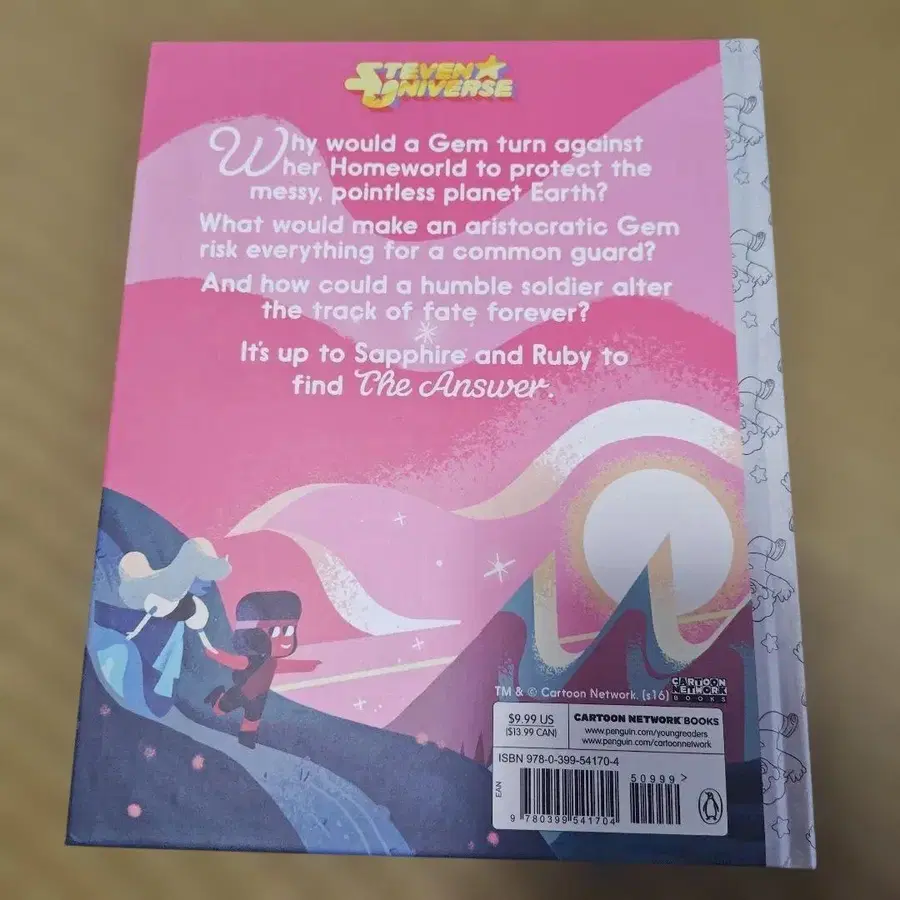 STEVEN
UNIVERSE
Why would a Gem turn against
her Homeworld to protect the
messy, pointless planet Earth?
What would make an aristocratic Gem
risk everything for a common guard?
And how could a humble soldier alter
the track of fate forever?
It's up to Sapphire and Ruby to
find The Answer.
TM & © Cartoon Network. (s16)
CARTOON
NETWORK
BOOKS
$9.99 US
($13.99 CAN)
CARTOON NETWORK BOOKS
www.penguin.com/youngreaders
www.penguin.com/cartoonnetwork
ISBN 978-0-399-54170-4
50999>
EAN
9 780399 541704